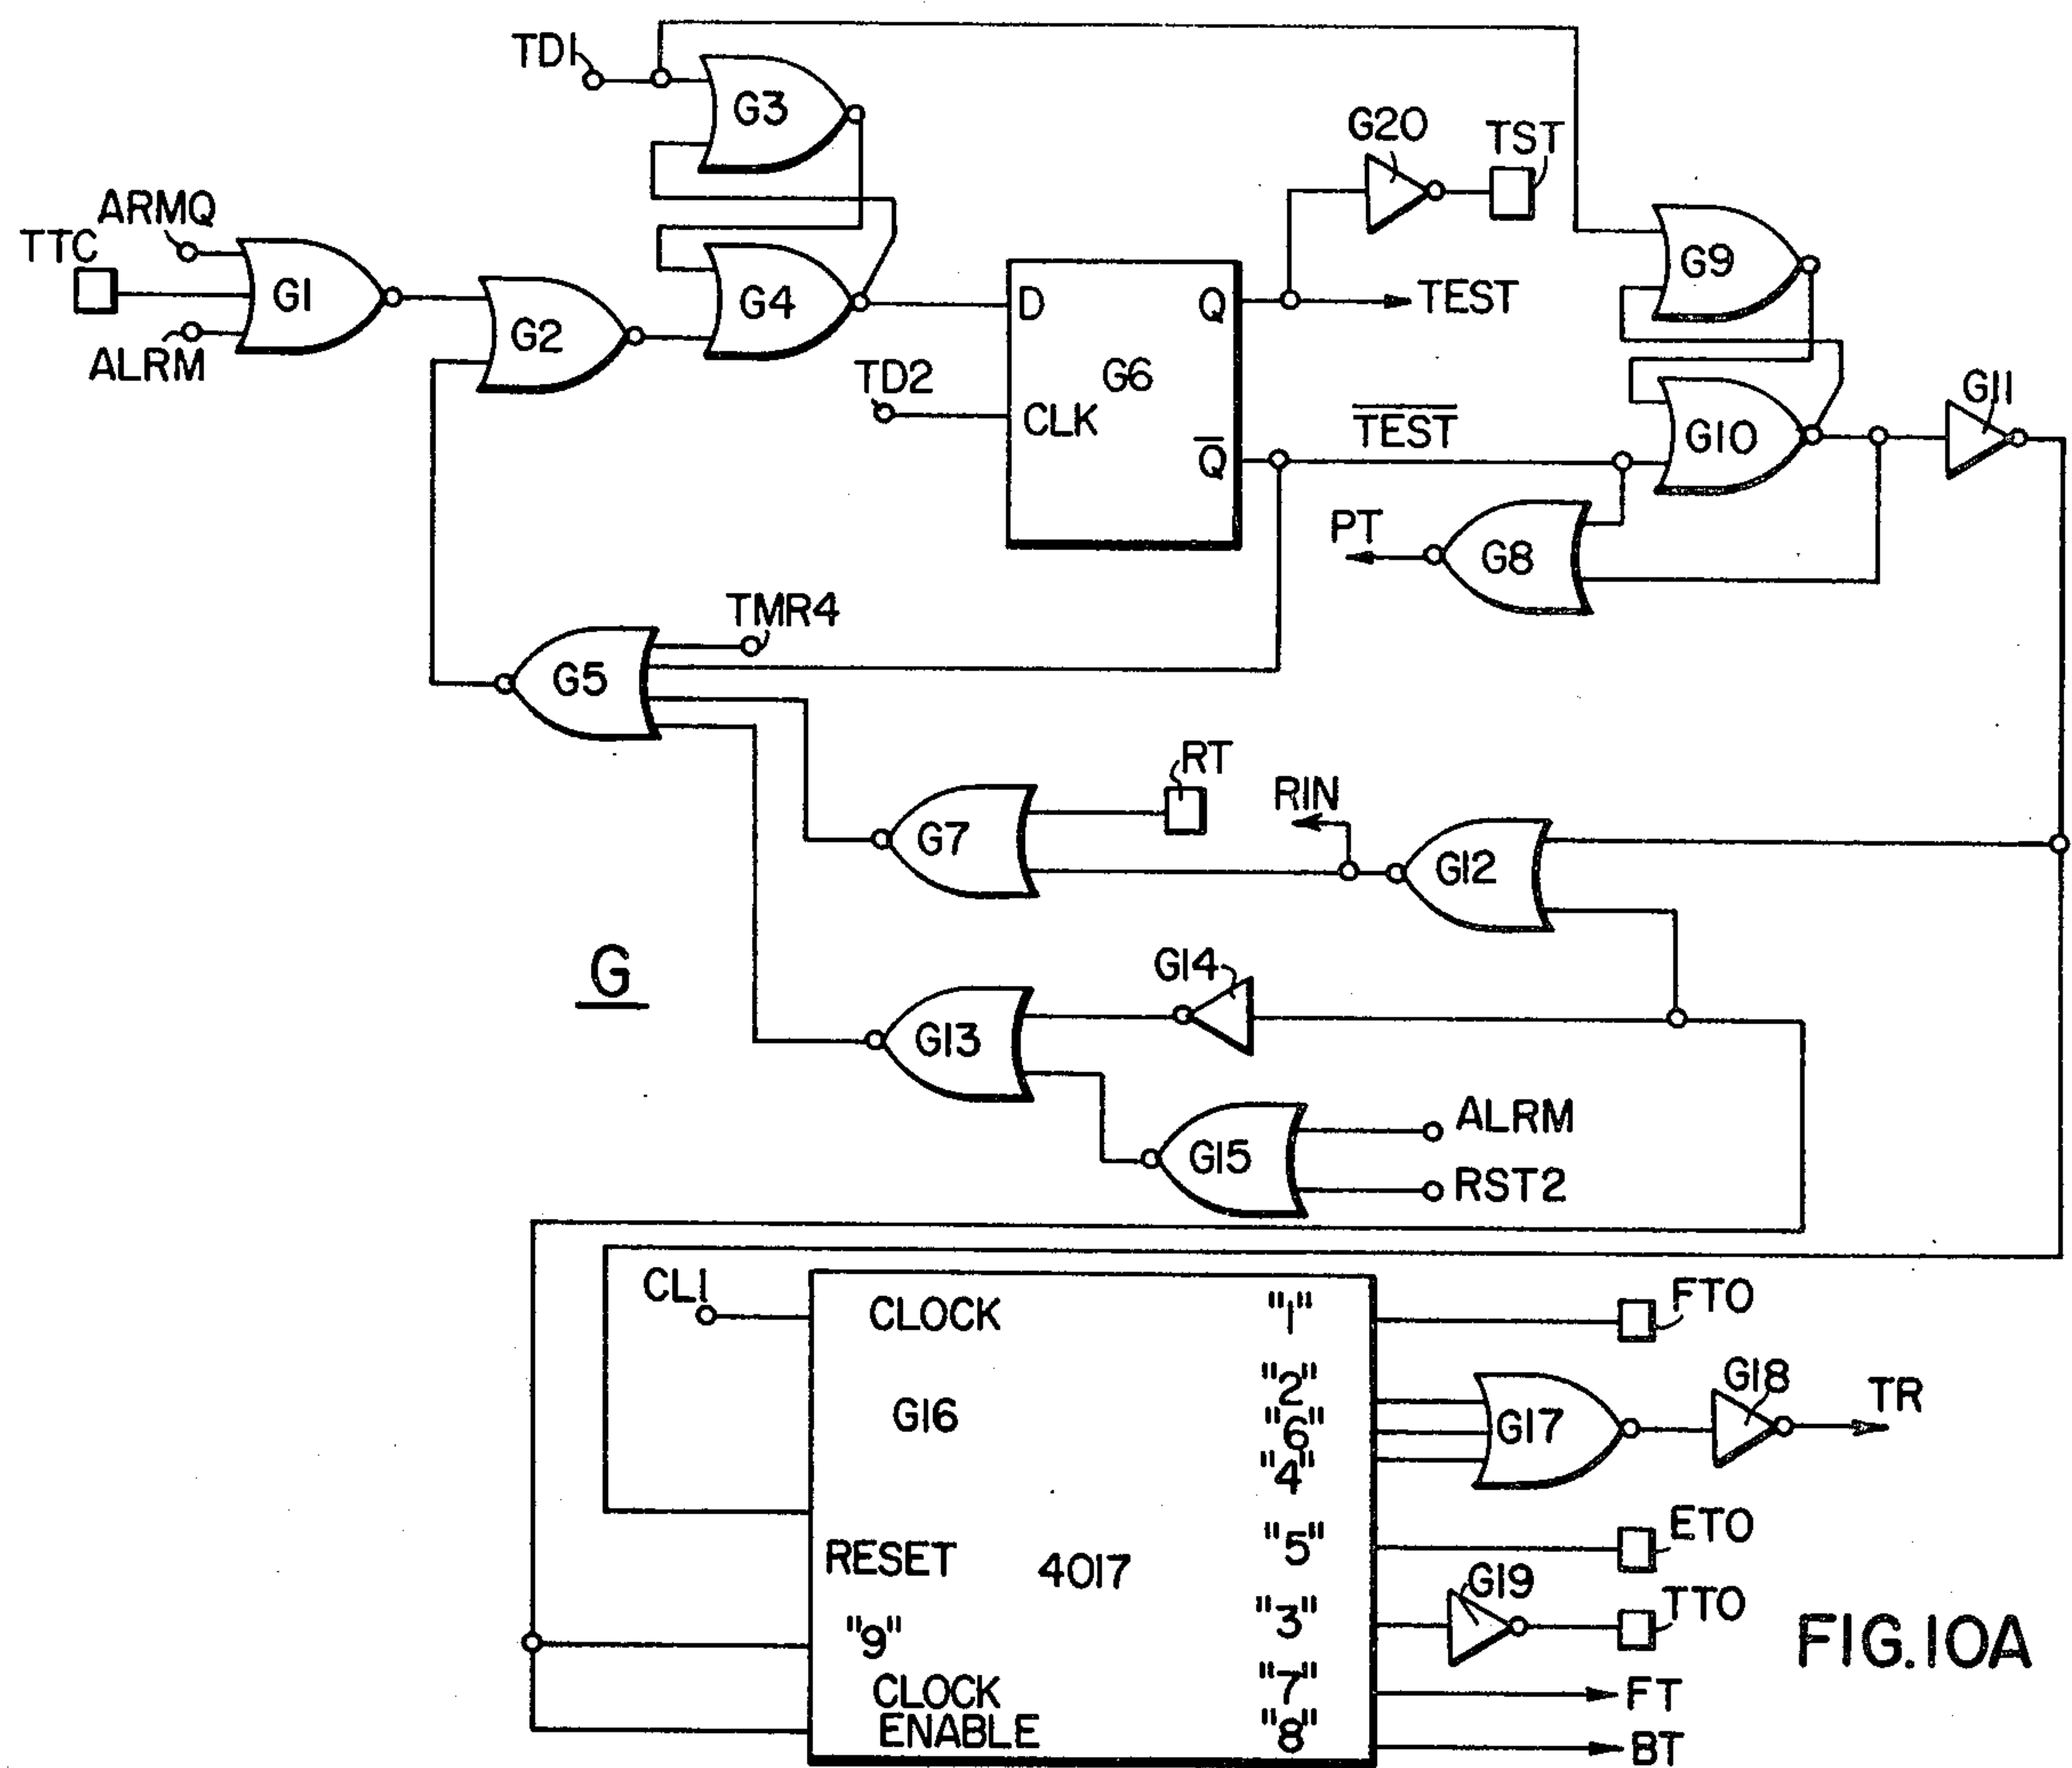 TD1
G3
G20
TST
ARMQ
TTC
G1
ALRM
G2
G4
D
Q
TEST
G9
TD2
G6
CLK
TEST
Q
G10
G11
PT
G8
TMR4
G5
RT
RIN
G7
G12
G
G14
G13
ALRM
G15
RST2
CL1
CLOCK
"1"
FTO
G16
"2"
"6"
"4"
G17
G18
TR
RESET
4017
"5"
ETO
"9"
"3"
G19
TTO
CLOCK
ENABLE
"7"
FT
"8"
BT
FIG.10A